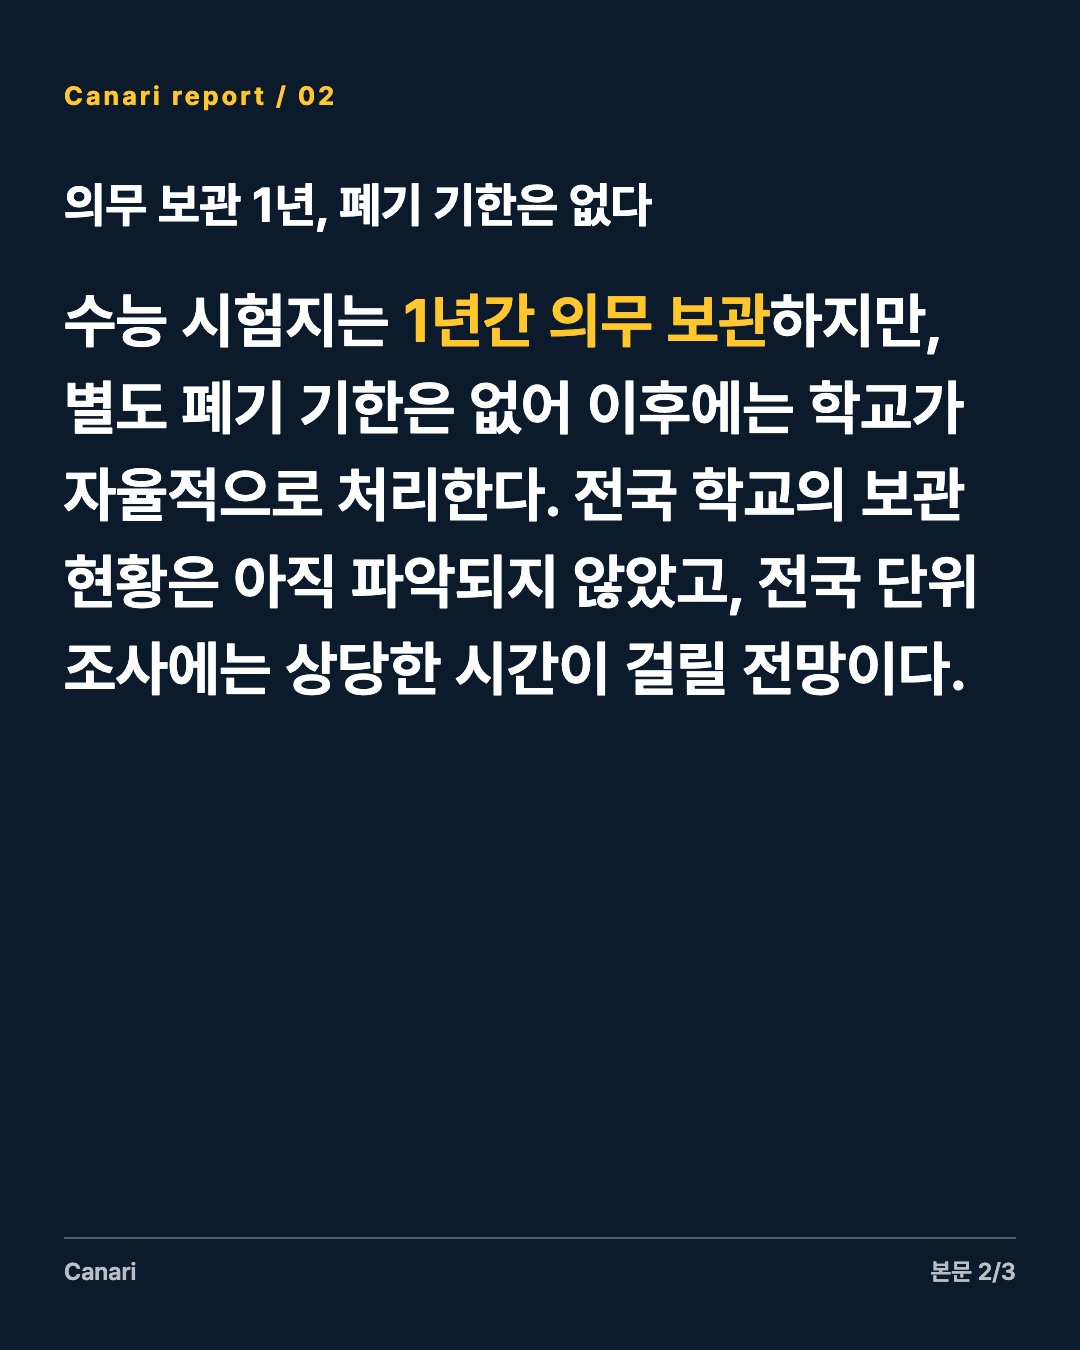 Canari report / 02
의무 보관 1년, 폐기 기한은 없다
수능 시험지는 1년간 의무 보관하지만,
별도 폐기 기한은 없어 이후에는 학교가
자율적으로 처리한다. 전국 학교의 보관
현황은 아직 파악되지 않았고, 전국 단위
조사에는 상당한 시간이 걸릴 전망이다.
Canari
본문 2/3